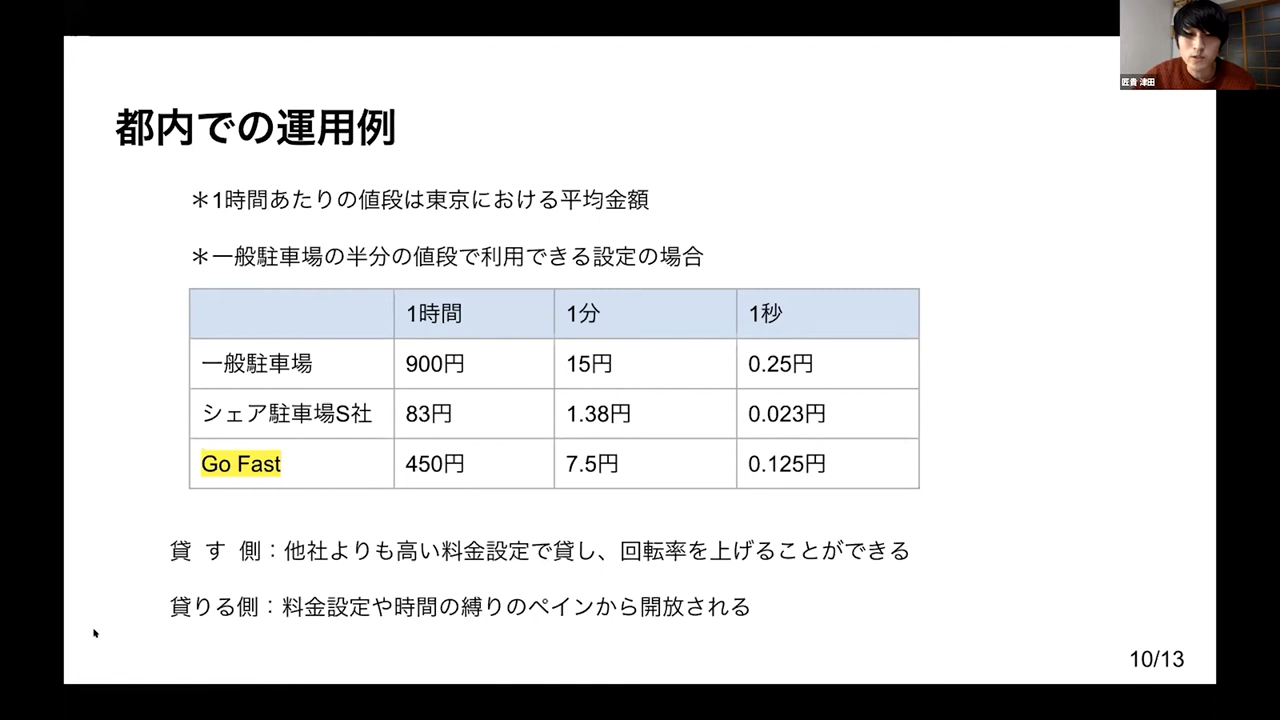 匠貴 津田
都内での運用例
＊1時間あたりの値段は東京における平均金額
＊一般駐車場の半分の値段で利用できる設定の場合
1時間 1分 1秒
一般駐車場 900円 15円 0.25円
シェア駐車場S社 83円 1.38円 0.023円
Go Fast 450円 7.5円 0.125円
貸 す 側：他社よりも高い料金設定で貸し、回転率を上げることができる
貸りる側：料金設定や時間の縛りのペインから開放される
10/13